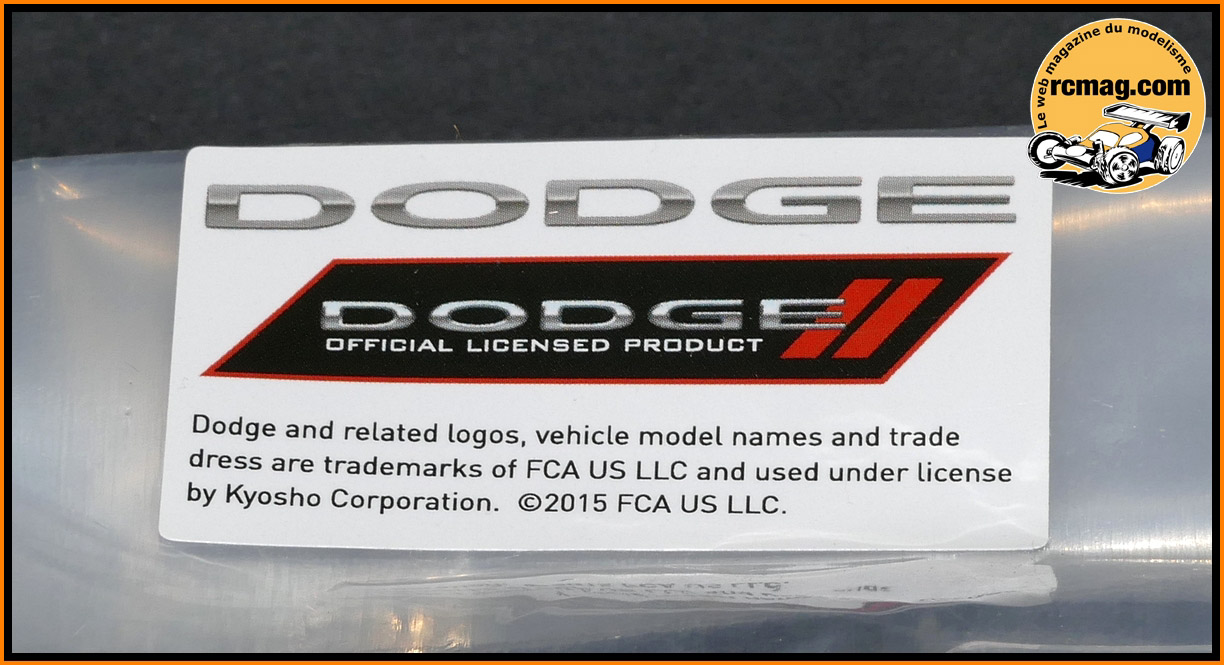 Le web magazine du modelisme
rcmag.com
DODGE
DODGE
OFFICIAL LICENSED PRODUCT
Dodge and related logos, vehicle model names and trade
dress are trademarks of FCA US LLC and used under license
by Kyosho Corporation. ©2015 FCA US LLC.